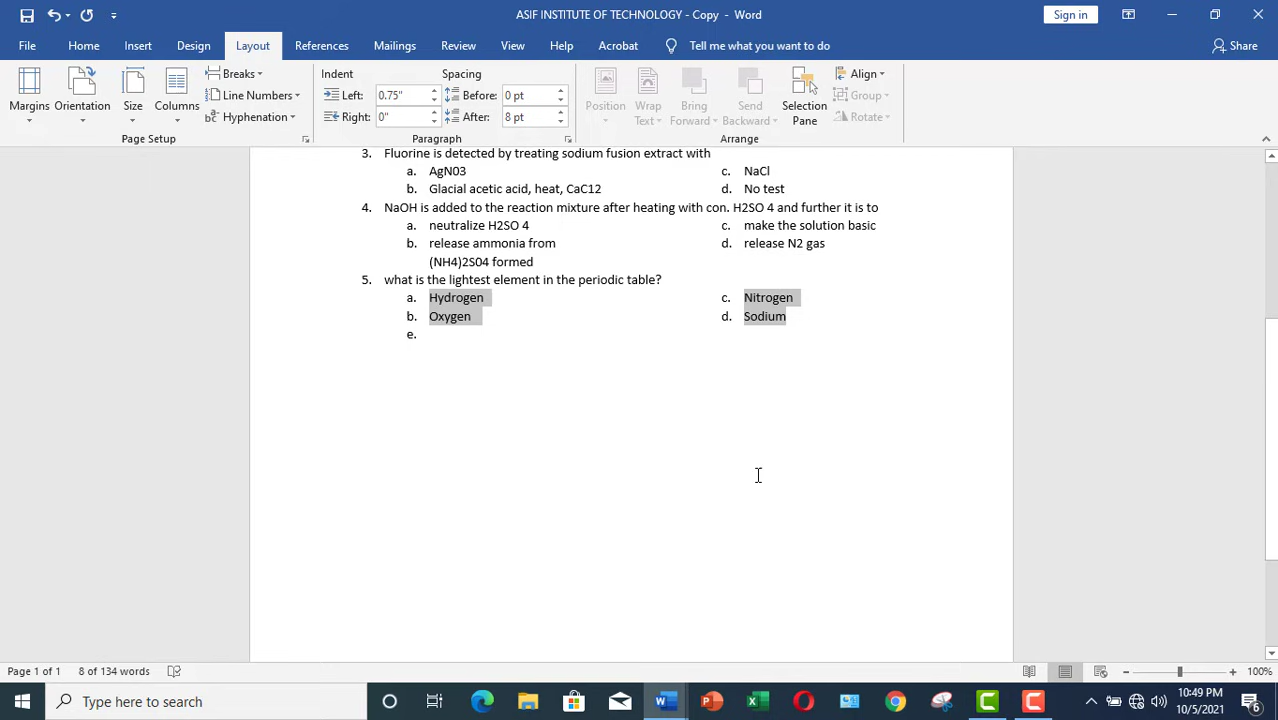 ASIF INSTITUTE OF TECHNOLOGY - Copy - Word
Sign in
File Home Insert Design Layout References Mailings Review View Help Acrobat Tell me what you want to do Share
Margins Orientation Size Columns
Breaks
Line Numbers
Hyphenation
Page Setup
Indent Spacing
Left: 0.75" Before: 0 pt
Right: 0" After: 8 pt
Paragraph
Position Wrap Text Bring Forward Send Backward Selection Pane
Align
Group
Rotate
Arrange
3. Fluorine is detected by treating sodium fusion extract with
a. AgN03 c. NaCl
b. Glacial acetic acid, heat, CaC12 d. No test
4. NaOH is added to the reaction mixture after heating with con. H2SO 4 and further it is to
a. neutralize H2SO 4 c. make the solution basic
b. release ammonia from d. release N2 gas
(NH4)2S04 formed
5. what is the lightest element in the periodic table?
a. Hydrogen c. Nitrogen
b. Oxygen d. Sodium
e.
Page 1 of 1 8 of 134 words 100%
Type here to search
10:49 PM
10/5/2021
6